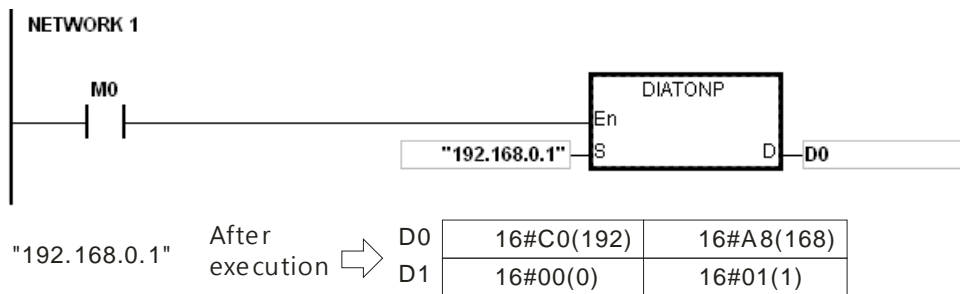 NETWORK 1
M0
DIATONP
En
"192.168.0.1" S D D0
"192.168.0.1" After execution D0 16#C0(192) 16#A8(168)
D1 16#00(0) 16#01(1)